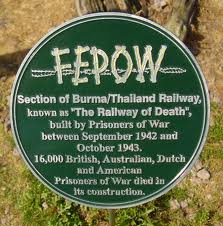 FEPOW
Section of Burma/Thailand Railway,
known as "The Railway of Death",
built by Prisoners of War
between September 1942 and
October 1943.
16,000 British, Australian, Dutch
and American
Prisoners of War died in
its construction.